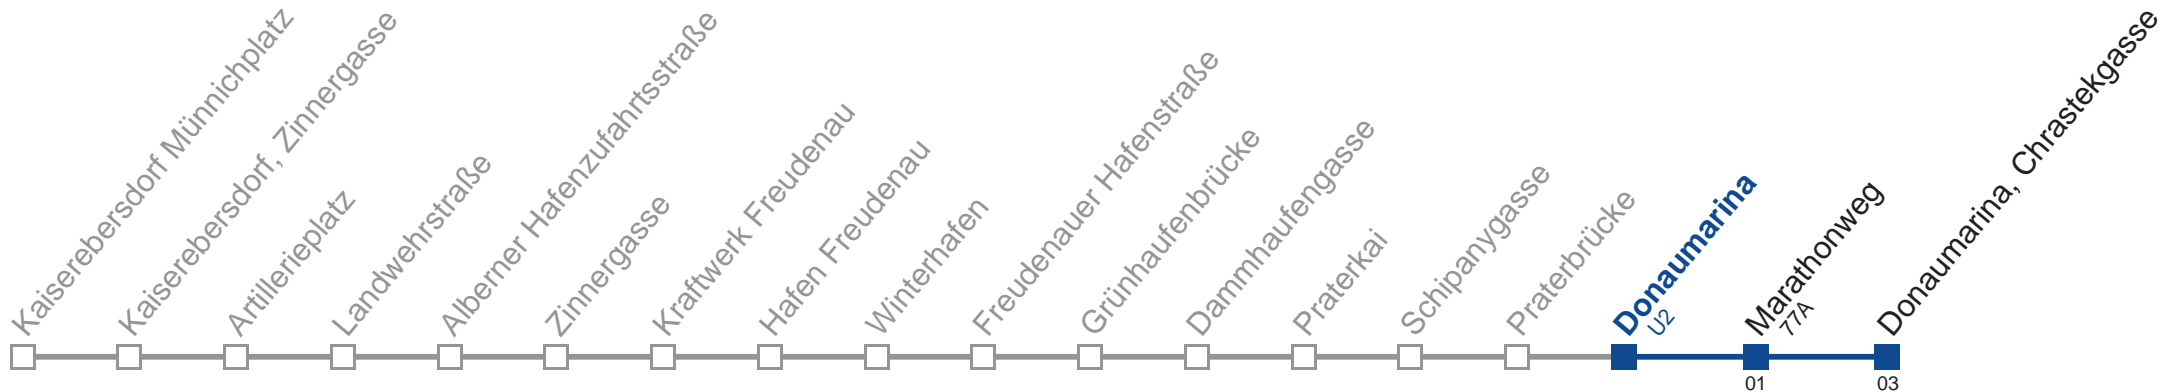 Kaiserebersdorf Münnichplatz
Kaiserebersdorf, Zinnergasse
Artillerieplatz
Landwehrstraße
Alberner Hafenzufahrtsstraße
Zinnergasse
Kraftwerk Freudenau
Hafen Freudenau
Winterhafen
Freudenauer Hafenstraße
Grünhaufenbrücke
Dammhaufengasse
Praterkai
Schipanygasse
Praterbrücke
Donaumarina
U2
Marathonweg
77A
Donaumarina, Chrastekgasse
01
03